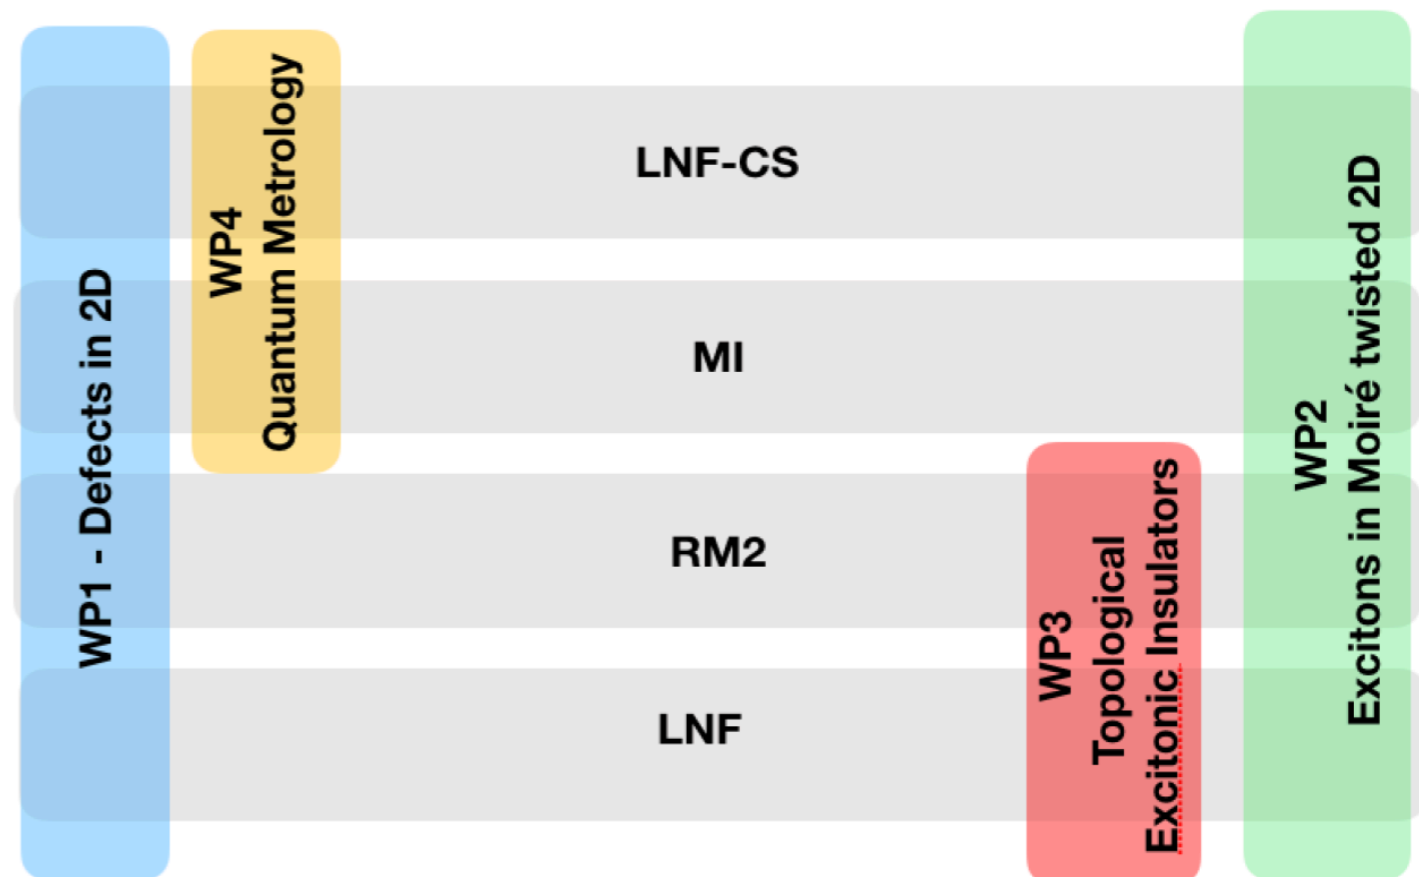 WP1 - Defects in 2D
WP4
Quantum Metrology
LNF-CS
MI
RM2
LNF
WP3
Topological
Excitonic Insulators
WP2
Excitons in Moiré twisted 2D